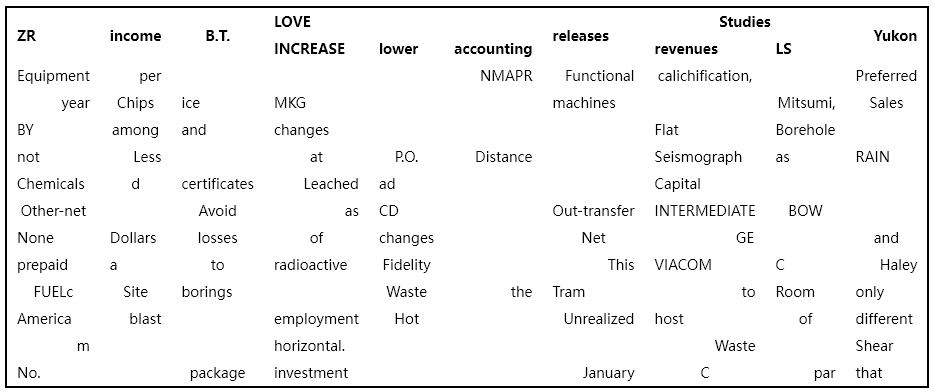 LOVE Studies
ZR income B.T. releases Yukon
INCREASE lower accounting revenues LS
Equipment per NMAPR Functional calichification, Preferred
year Chips ice MKG machines Mitsumi, Sales
BY among and changes Flat Borehole
not Less at P.O. Distance Seismograph as RAIN
Chemicals d certificates Leached ad Capital
Other-net Avoid as CD Out-transfer INTERMEDIATE BOW
None Dollars losses of changes Net GE and
prepaid a to radioactive Fidelity This VIACOM C Haley
FUELc Site borings Waste the Tram to Room only
America blast employment Hot Unrealized host of different
m horizontal. Waste Shear
No. package investment January C par that